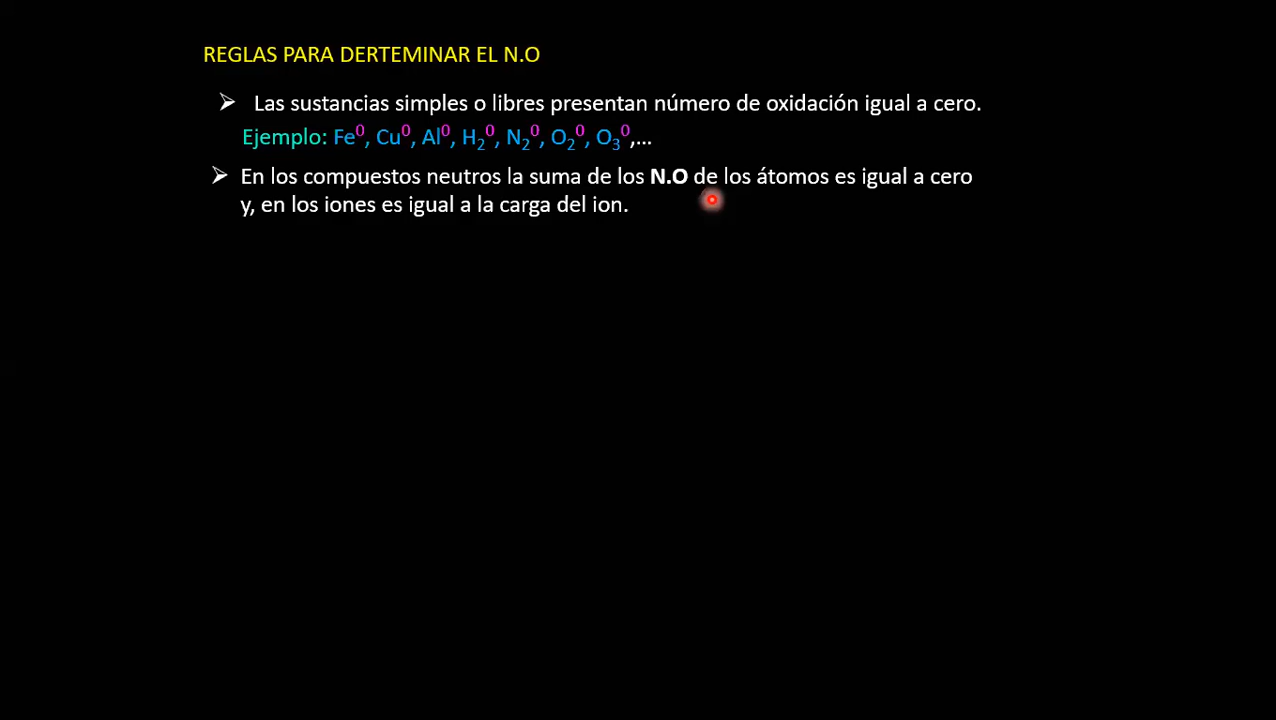 REGLAS PARA DERTEMINAR EL N.O
➢ Las sustancias simples o libres presentan número de oxidación igual a cero.
Ejemplo: Fe⁰, Cu⁰, Al⁰, H₂⁰, N₂⁰, O₂⁰, O₃⁰,...
➢ En los compuestos neutros la suma de los N.O de los átomos es igual a cero
y, en los iones es igual a la carga del ion.